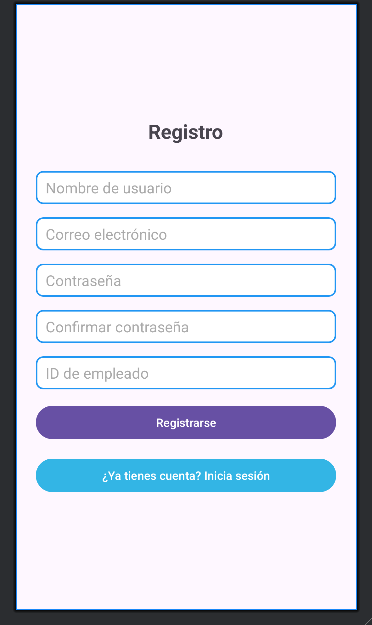 Registro
Nombre de usuario
Correo electrónico
Contraseña
Confirmar contraseña
ID de empleado
Registrarse
¿Ya tienes cuenta? Inicia sesión